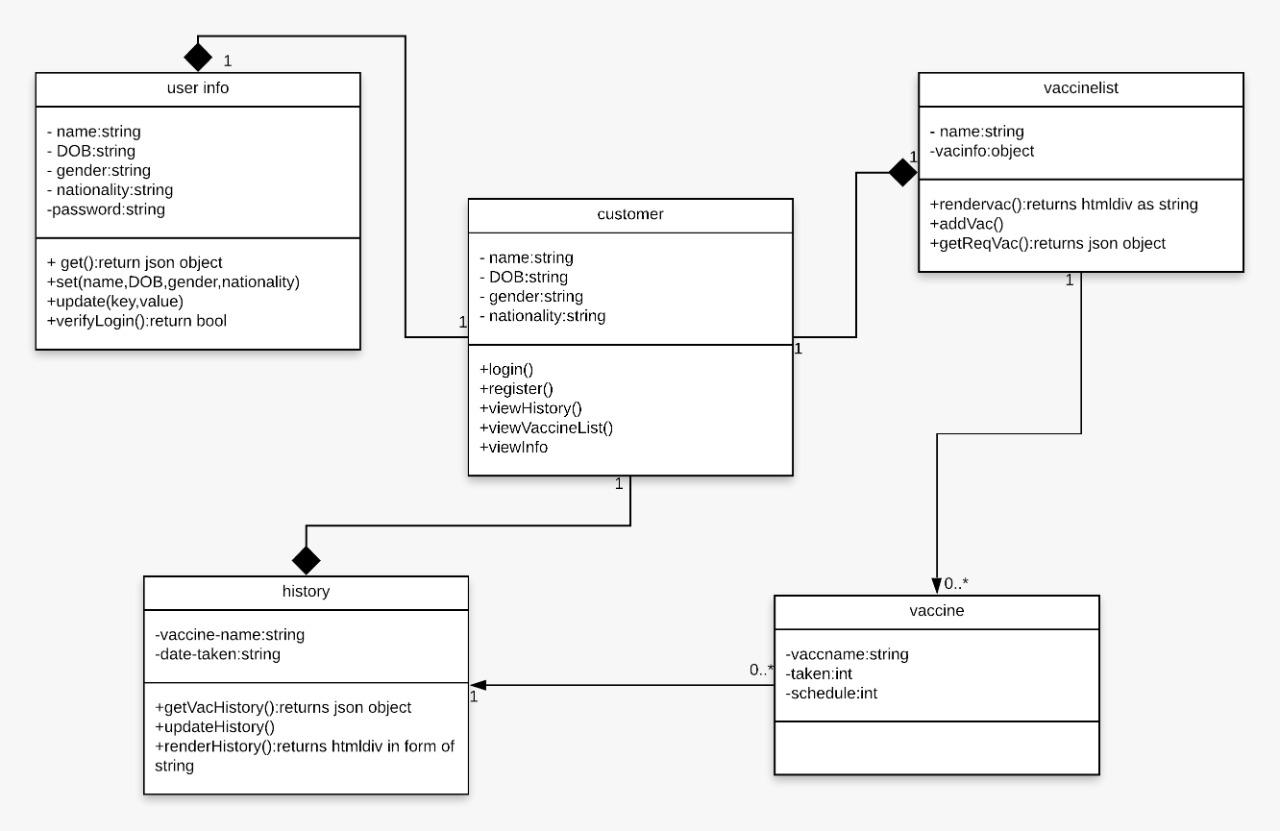 1
user info
- name:string
- DOB:string
- gender:string
- nationality:string
-password:string
+ get():return json object
+set(name,DOB,gender,nationality)
+update(key,value)
+verifyLogin():return bool
vaccinelist
- name:string
-vacinfo:object
+rendervac():returns htmldiv as string
+addVac()
+getReqVac():returns json object
1
1
customer
- name:string
- DOB:string
- gender:string
- nationality:string
+login()
+register()
+viewHistory()
+viewVaccineList()
+viewInfo
1
1
1
history
-vaccine-name:string
-date-taken:string
+getVacHistory():returns json object
+updateHistory()
+renderHistory():returns htmldiv in form of
string
0..*
vaccine
-vaccname:string
-taken:int
-schedule:int
0..*
1